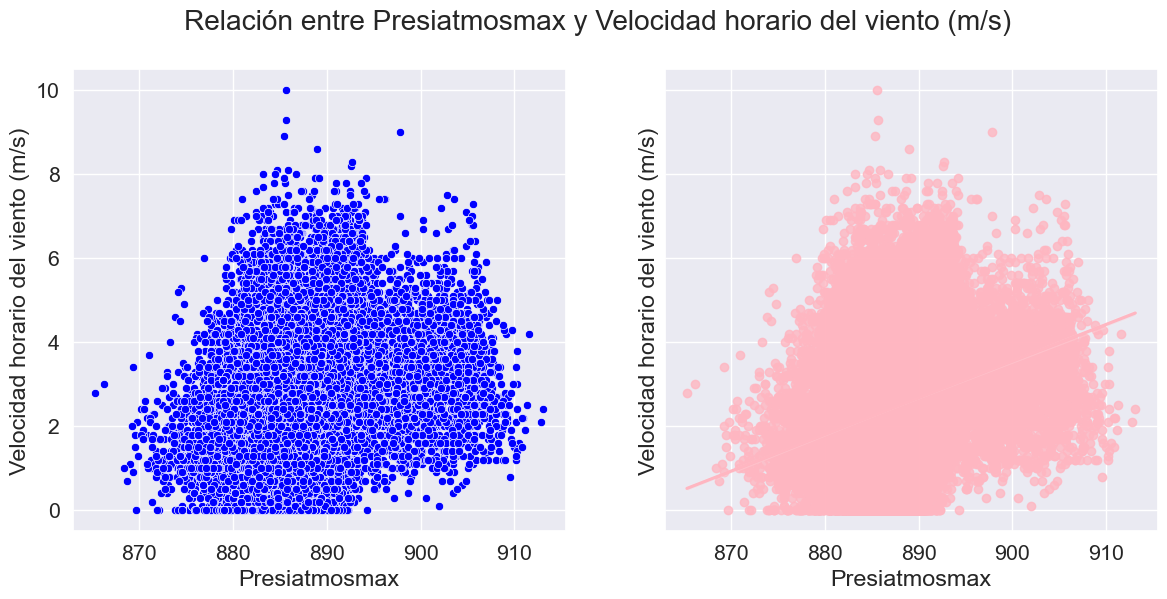 Relación entre Presiatmosmax y Velocidad horario del viento (m/s)
Velocidad horario del viento (m/s)
10
8
6
4
2
0
870 880 890 900 910
Presiatmosmax
Velocidad horario del viento (m/s)
870 880 890 900 910
Presiatmosmax